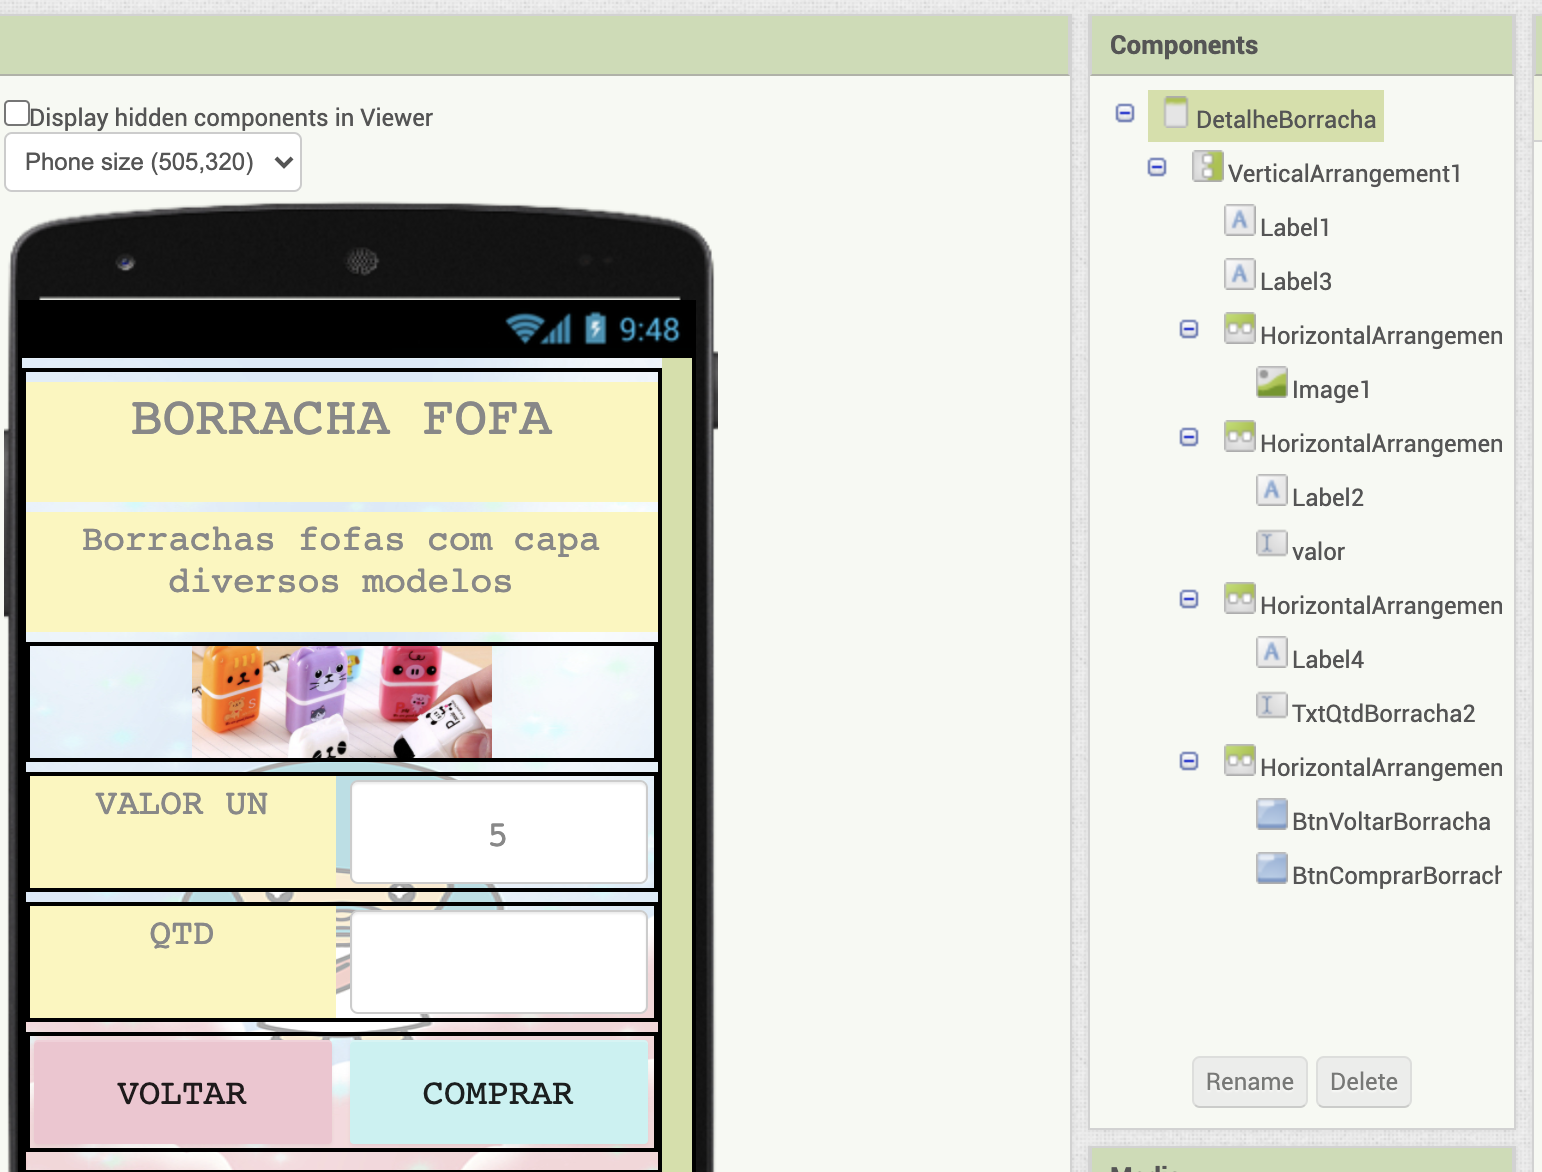 Components
Display hidden components in Viewer
Phone size (505,320)
9:48
BORRACHA FOFA
Borrachas fofas com capa
diversos modelos
VALOR UN
5
QTD
VOLTAR
COMPRAR
DetalheBorracha
VerticalArrangement1
Label1
Label3
HorizontalArrangemen
Image1
HorizontalArrangemen
Label2
valor
HorizontalArrangemen
Label4
TxtQtdBorracha2
HorizontalArrangemen
BtnVoltarBorracha
BtnComprarBorrach
Rename
Delete